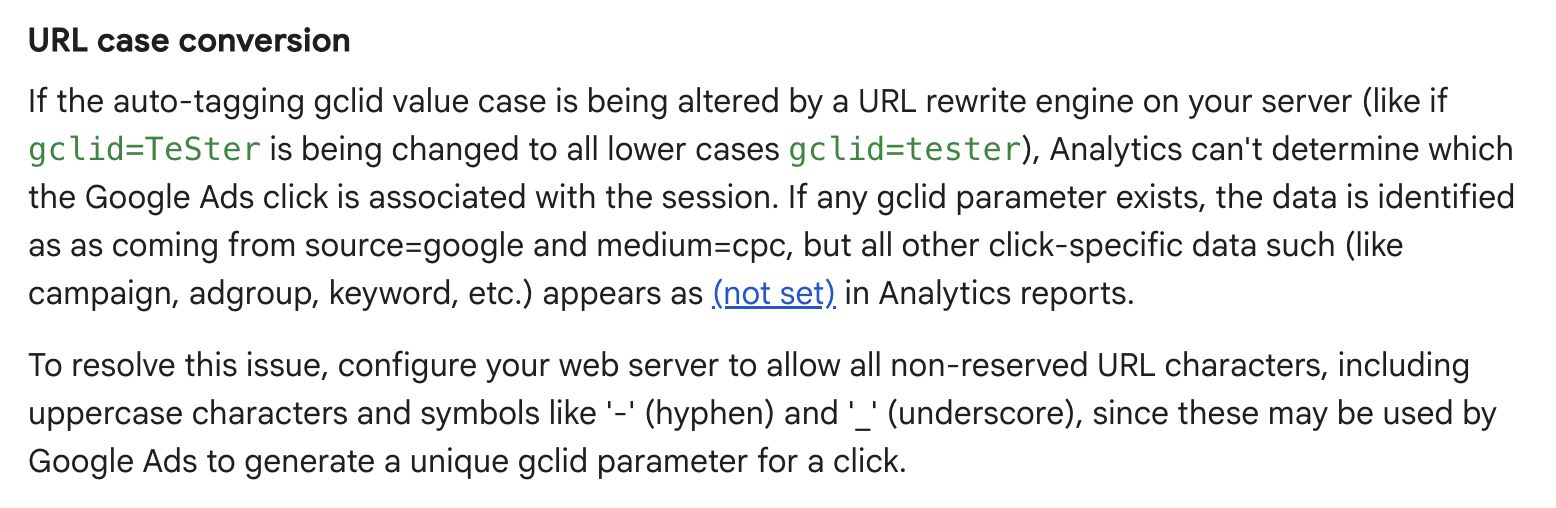 URL case conversion
If the auto-tagging gclid value case is being altered by a URL rewrite engine on your server (like if
gclid=TeSter is being changed to all lower cases gclid=tester), Analytics can't determine which
the Google Ads click is associated with the session. If any gclid parameter exists, the data is identified
as as coming from source=google and medium=cpc, but all other click-specific data such (like
campaign, adgroup, keyword, etc.) appears as (not set) in Analytics reports.
To resolve this issue, configure your web server to allow all non-reserved URL characters, including
uppercase characters and symbols like '-' (hyphen) and '_' (underscore), since these may be used by
Google Ads to generate a unique gclid parameter for a click.